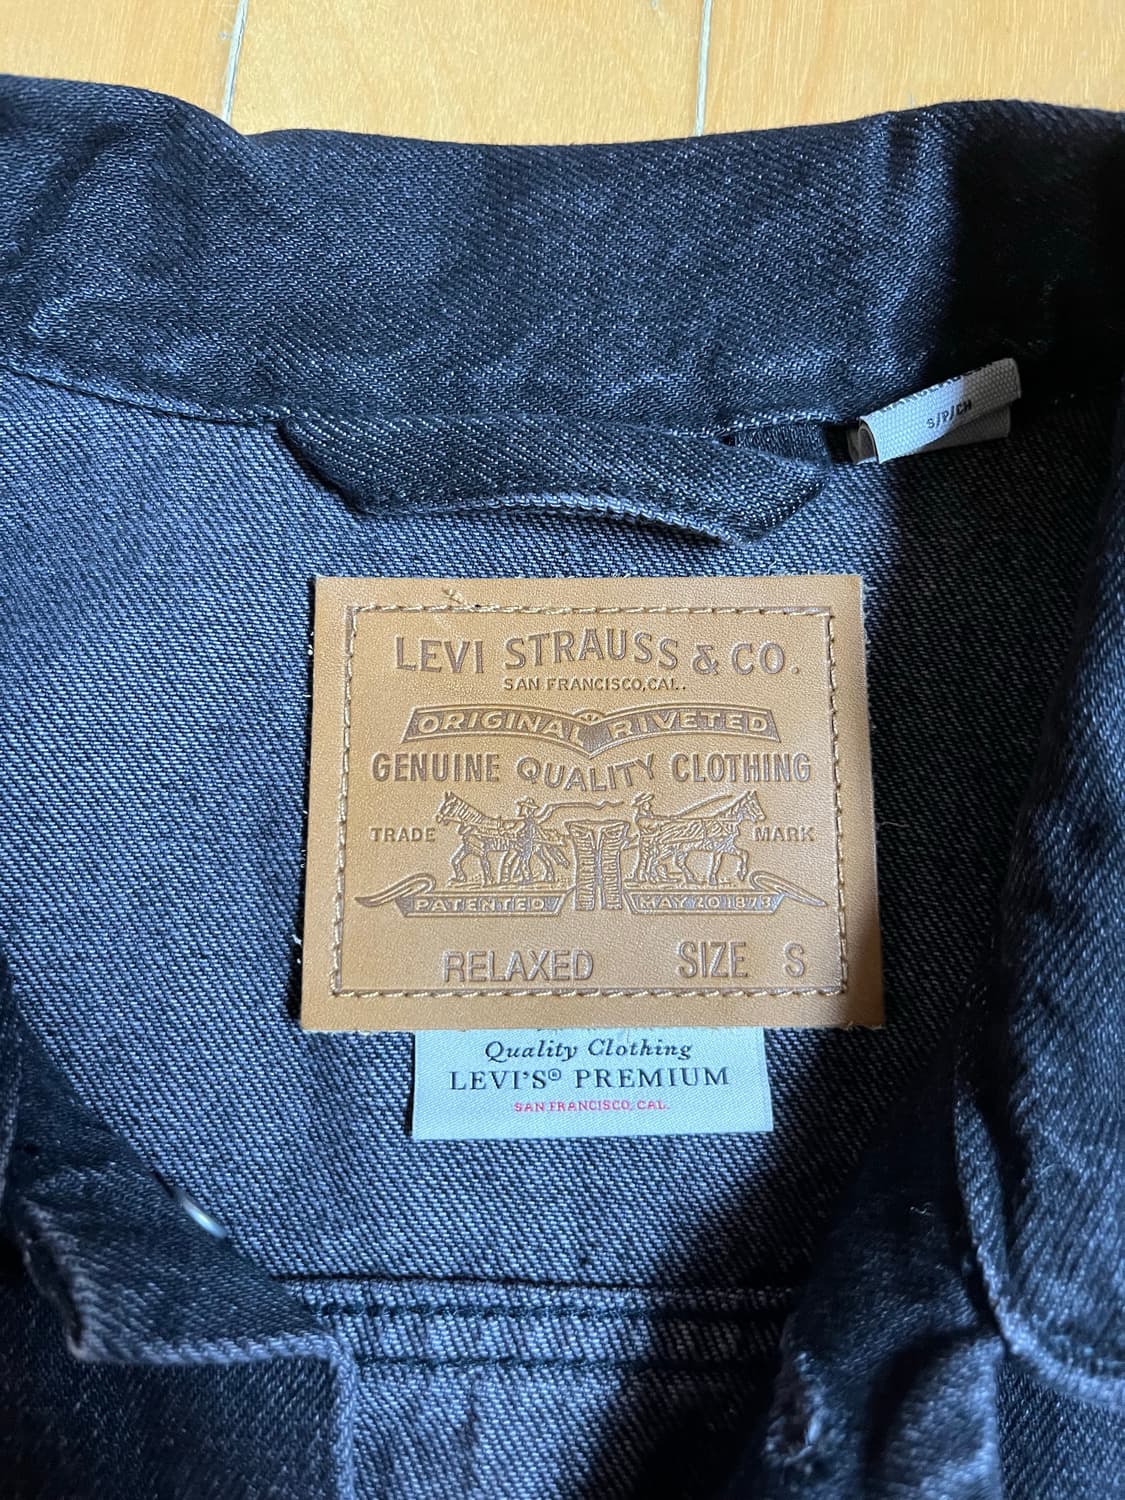 S/P/CH
LEVI STRAUSS & CO.
SAN FRANCISCO, CAL.
ORIGINAL RIVETED
GENUINE QUALITY CLOTHING
TRADE MARK
PATENTED MAY 20 1873
RELAXED SIZE S
Quality Clothing
LEVI'S® PREMIUM
SAN FRANCISCO, CAL.